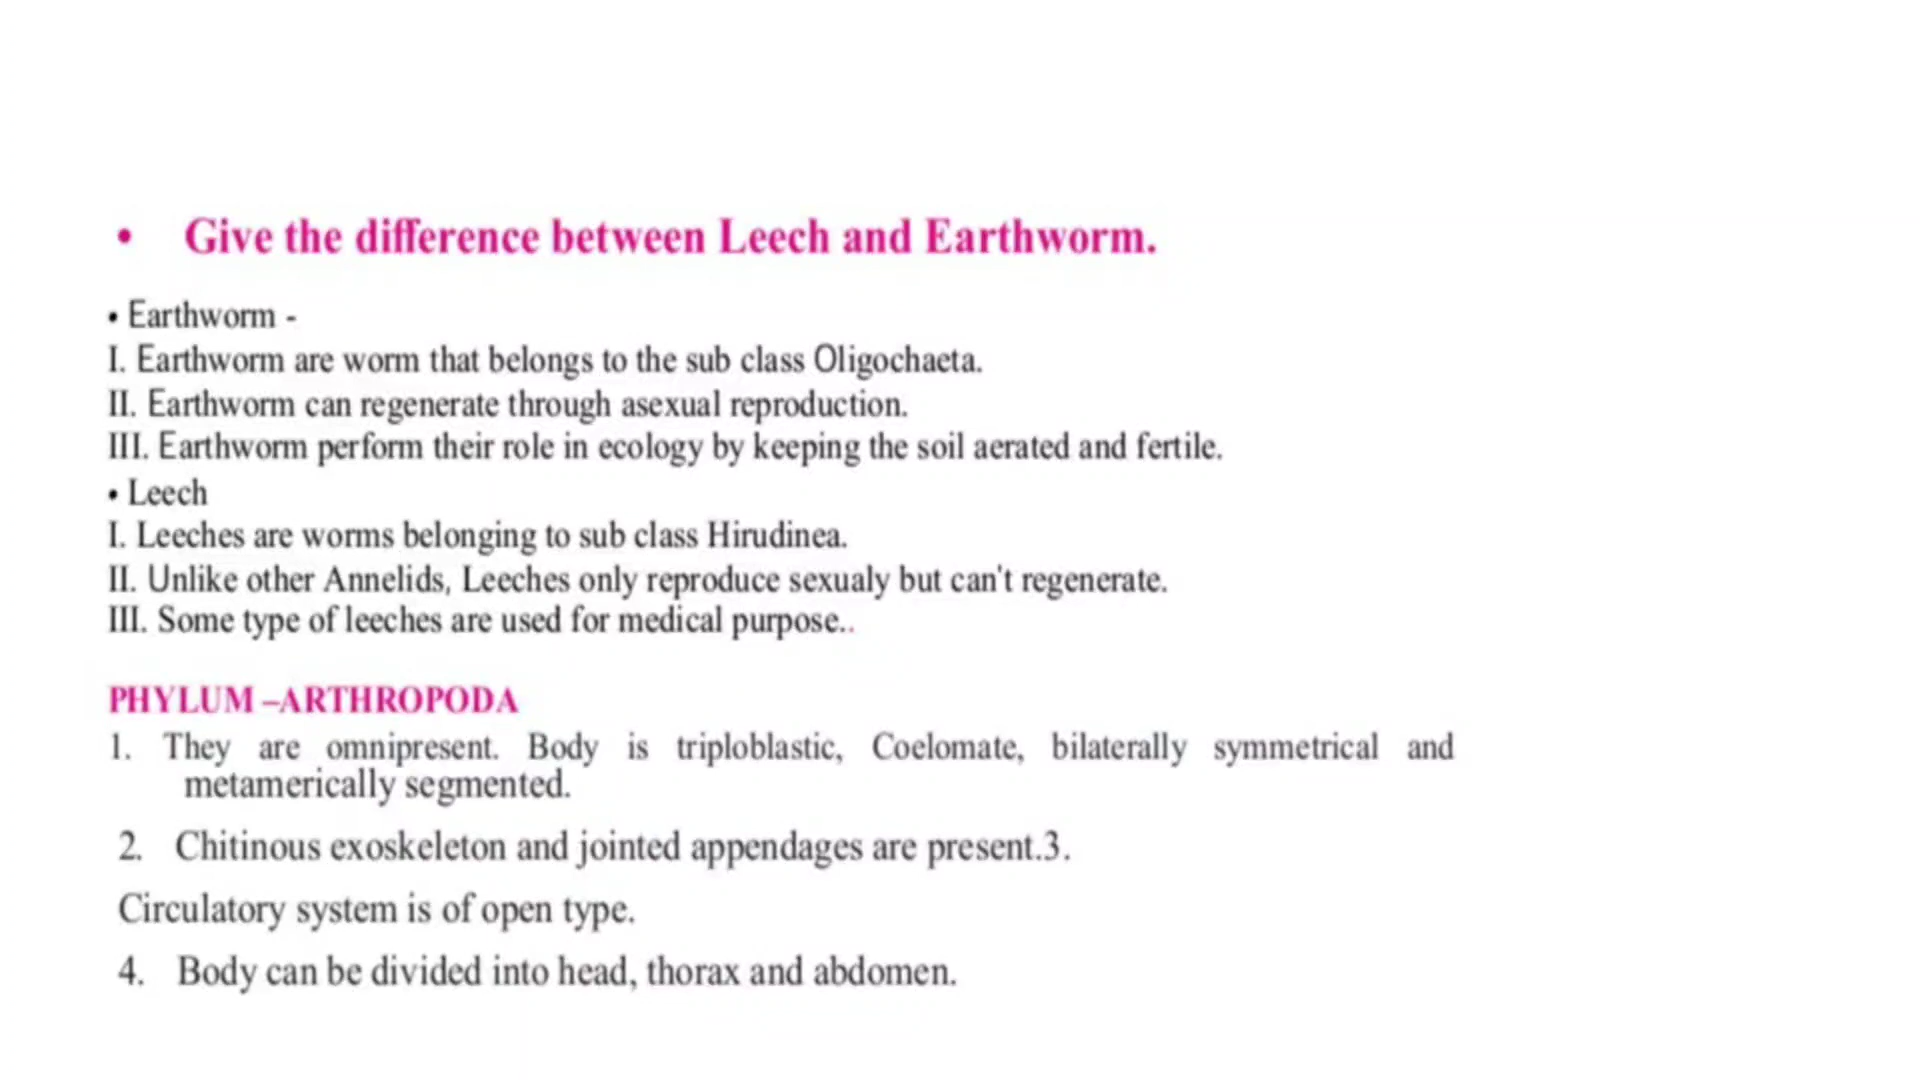 • Give the difference between Leech and Earthworm.
• Earthworm -
I. Earthworm are worm that belongs to the sub class Oligochaeta.
II. Earthworm can regenerate through asexual reproduction.
III. Earthworm perform their role in ecology by keeping the soil aerated and fertile.
• Leech
I. Leeches are worms belonging to sub class Hirudinea.
II. Unlike other Annelids, Leeches only reproduce sexualy but can't regenerate.
III. Some type of leeches are used for medical purpose..
PHYLUM –ARTHROPODA
1. They are omnipresent. Body is triploblastic, Coelomate, bilaterally symmetrical and
metamerically segmented.
2. Chitinous exoskeleton and jointed appendages are present.3.
Circulatory system is of open type.
4. Body can be divided into head, thorax and abdomen.